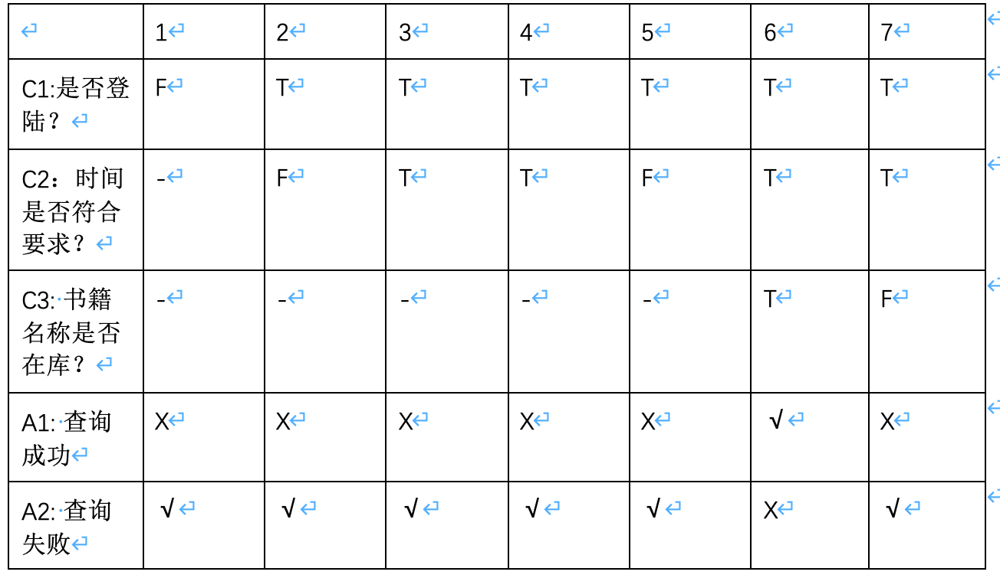 1 2 3 4 5 6 7
C1:是否登 F T T T T T T
陆？
C2：时间 - F T T F T T
是否符合
要求？
C3: 书籍 - - - - - T F
名称是否
在库？
A1: 查询 X X X X X √ X
成功
A2: 查询 √ √ √ √ √ X √
失败